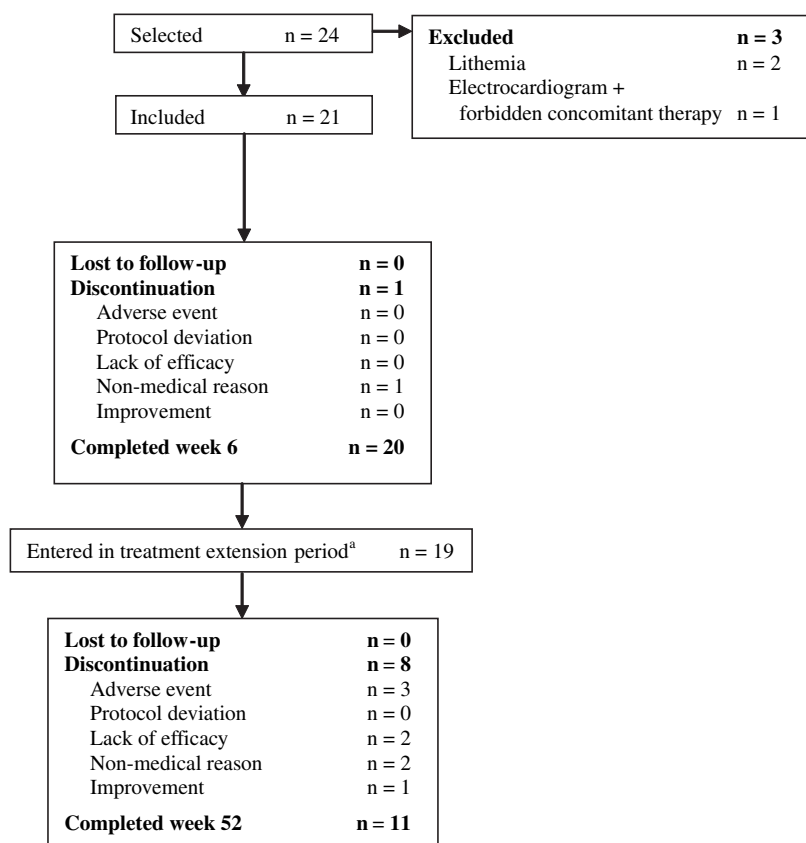 Selected n = 24
Excluded n = 3
Lithemia n = 2
Electrocardiogram +
forbidden concomitant therapy n = 1
Included n = 21
Lost to follow-up n = 0
Discontinuation n = 1
Adverse event n = 0
Protocol deviation n = 0
Lack of efficacy n = 0
Non-medical reason n = 1
Improvement n = 0
Completed week 6 n = 20
Entered in treatment extension periodᵃ n = 19
Lost to follow-up n = 0
Discontinuation n = 8
Adverse event n = 3
Protocol deviation n = 0
Lack of efficacy n = 2
Non-medical reason n = 2
Improvement n = 1
Completed week 52 n = 11